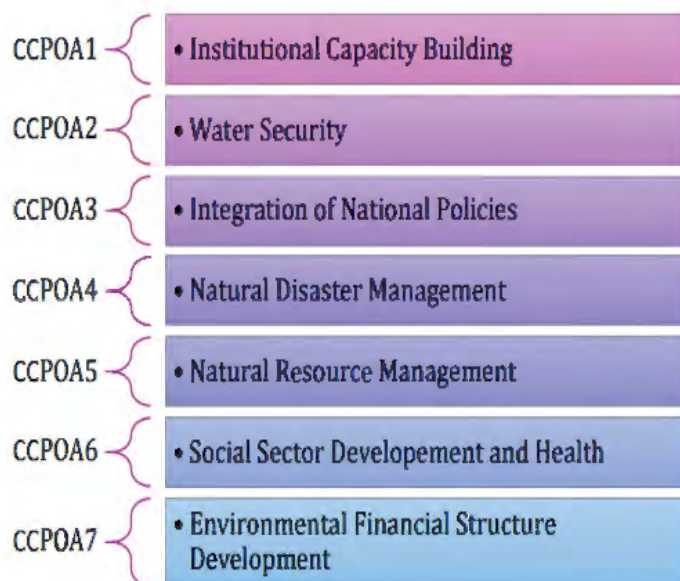 CCPOA1 • Institutional Capacity Building
CCPOA2 • Water Security
CCPOA3 • Integration of National Policies
CCPOA4 • Natural Disaster Management
CCPOA5 • Natural Resource Management
CCPOA6 • Social Sector Developement and Health
CCPOA7 • Environmental Financial Structure
Development